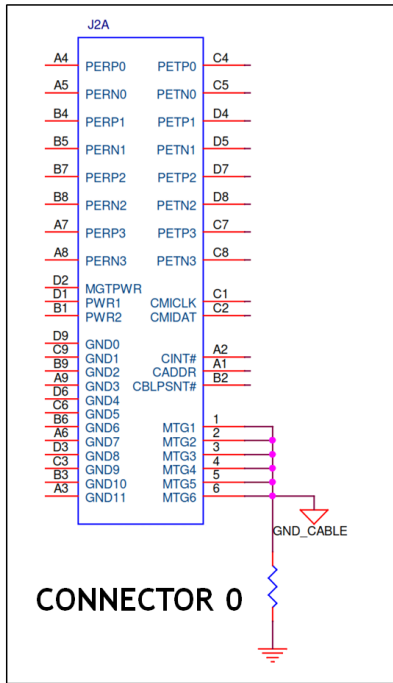 J2A
A4 PERP0 PETP0 C4
A5 PERN0 PETN0 C5
B4 PERP1 PETP1 D4
B5 PERN1 PETN1 D5
B7 PERP2 PETP2 D7
B8 PERN2 PETN2 D8
A7 PERP3 PETP3 C7
A8 PERN3 PETN3 C8
D2 MGTPWR
D1 PWR1 CMICLK C1
B1 PWR2 CMIDAT C2
D9 GND0
C9 GND1 CINT# A2
B9 GND2 CADDR A1
A9 GND3 CBLPSNT# B2
D6 GND4
C6 GND5
B6 GND6 MTG1 1
A6 GND7 MTG2 2
D3 GND8 MTG3 3
C3 GND9 MTG4 4
B3 GND10 MTG5 5
A3 GND11 MTG6 6
GND_CABLE
CONNECTOR 0